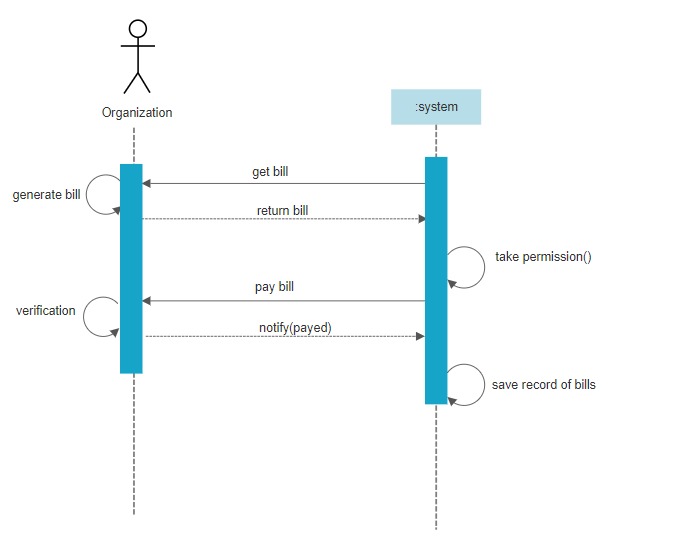 Organization
:system
get bill
generate bill
return bill
take permission()
pay bill
verification
notify(payed)
save record of bills